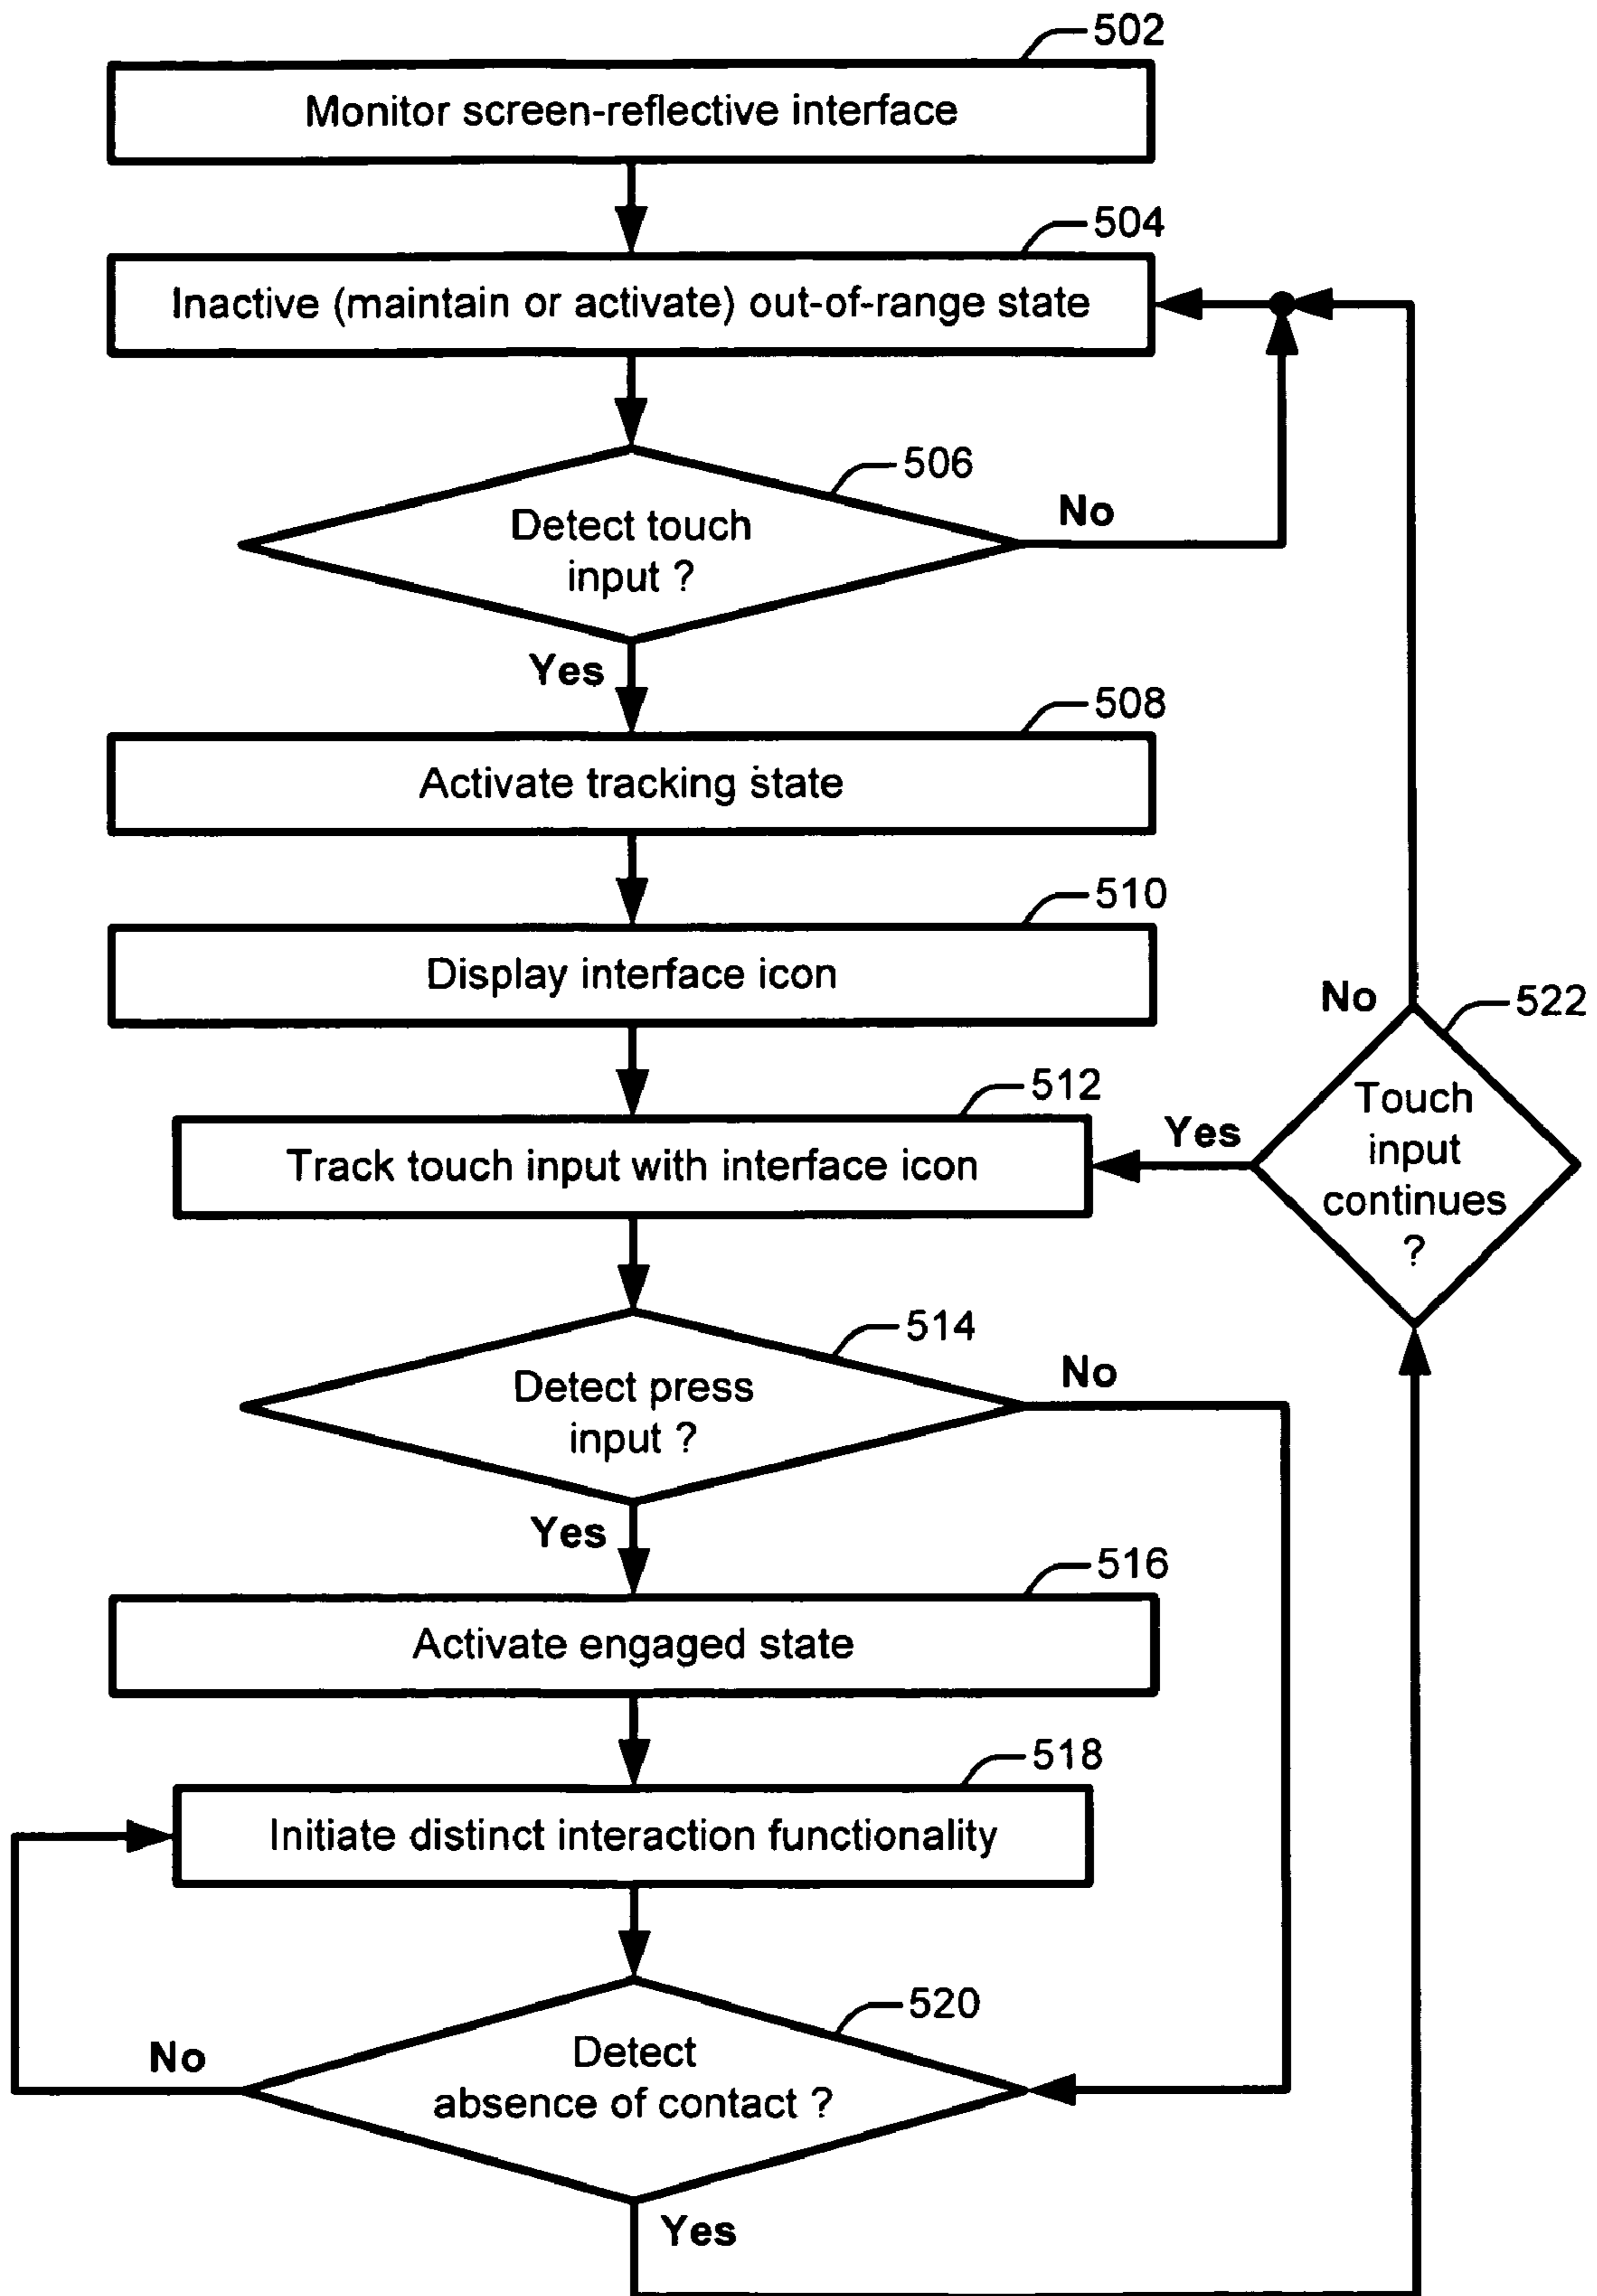 502
Monitor screen-reflective interface
504
Inactive (maintain or activate) out-of-range state
506
Detect touch
input ?
No
Yes
508
Activate tracking state
510
Display interface icon
No
522
Touch
input
continues
?
512
Yes
Track touch input with interface icon
514
Detect press
input ?
No
Yes
516
Activate engaged state
518
Initiate distinct interaction functionality
520
Detect
absence of contact ?
No
Yes